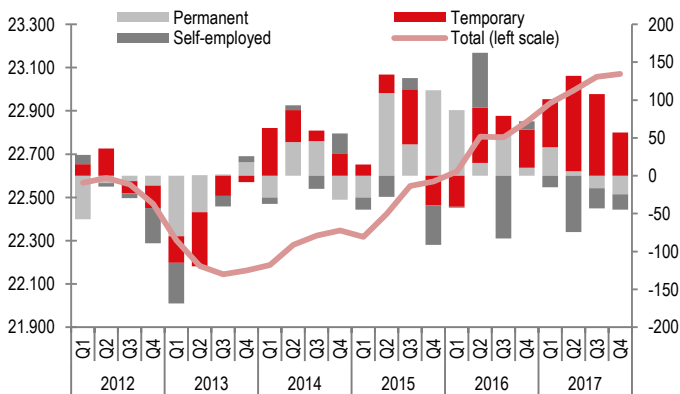 Permanent Temporary
Self-employed Total (left scale)
23.300 200
23.100 150
22.900 100
50
22.700 0
22.500 -50
22.300 -100
22.100 -150
21.900 -200
Q1 Q2 Q3 Q4 Q1 Q2 Q3 Q4 Q1 Q2 Q3 Q4 Q1 Q2 Q3 Q4 Q1 Q2 Q3 Q4 Q1 Q2 Q3 Q4
2012 2013 2014 2015 2016 2017